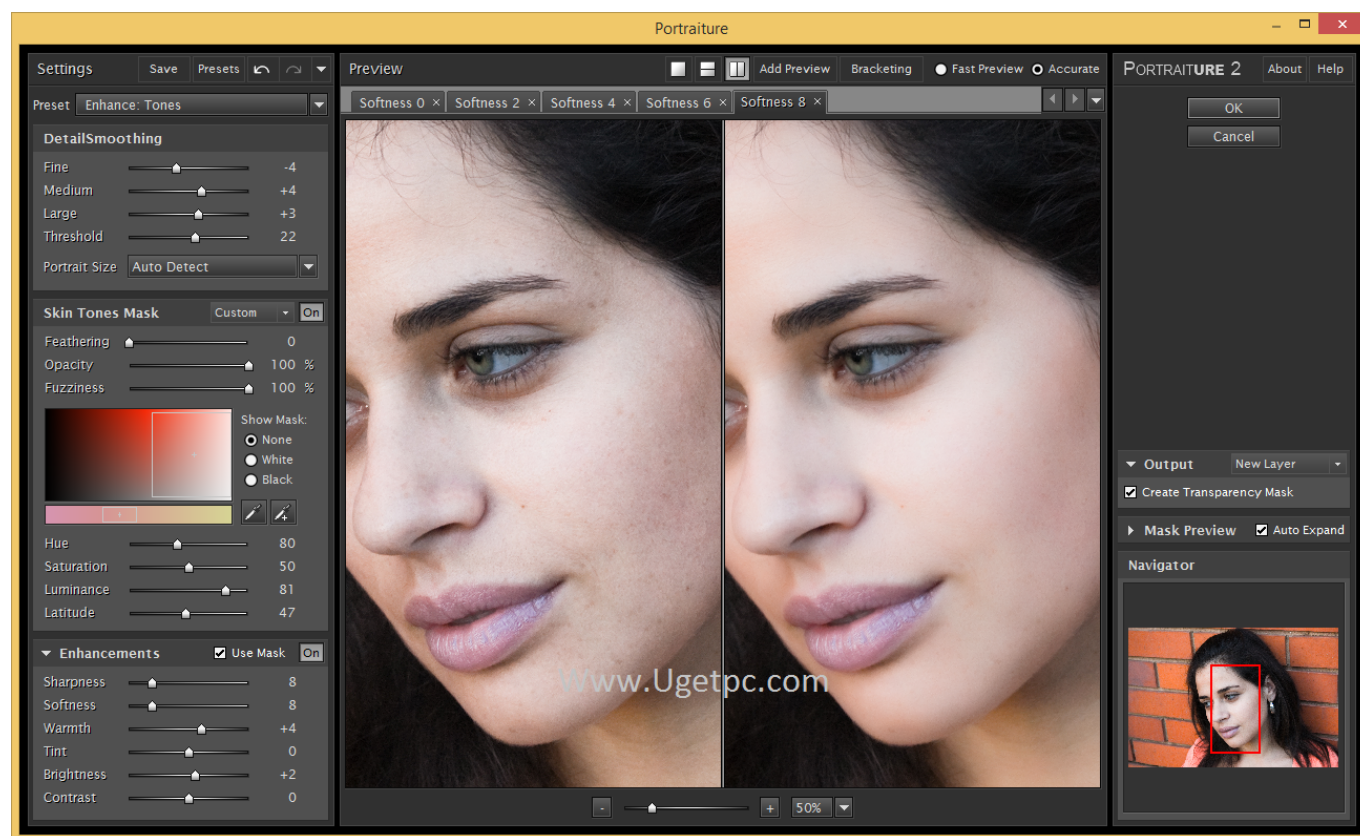 Portraiture
Settings Save Presets
Preset Enhance: Tones
DetailSmoothing
Fine -4
Medium +4
Large +3
Threshold 22
Portrait Size Auto Detect
Skin Tones Mask Custom On
Feathering 0
Opacity 100 %
Fuzziness 100 %
Show Mask:
None
White
Black
Hue 80
Saturation 50
Luminance 81
Latitude 47
Enhancements Use Mask On
Sharpness 8
Softness 8
Warmth +4
Tint 0
Brightness +2
Contrast 0
Preview Add Preview Bracketing Fast Preview Accurate
Softness 0 × Softness 2 × Softness 4 × Softness 6 × Softness 8 ×
Www.Ugetpc.com
- + 50%
PORTRAITURE 2 About Help
OK
Cancel
Output New Layer
Create Transparency Mask
Mask Preview Auto Expand
Navigator